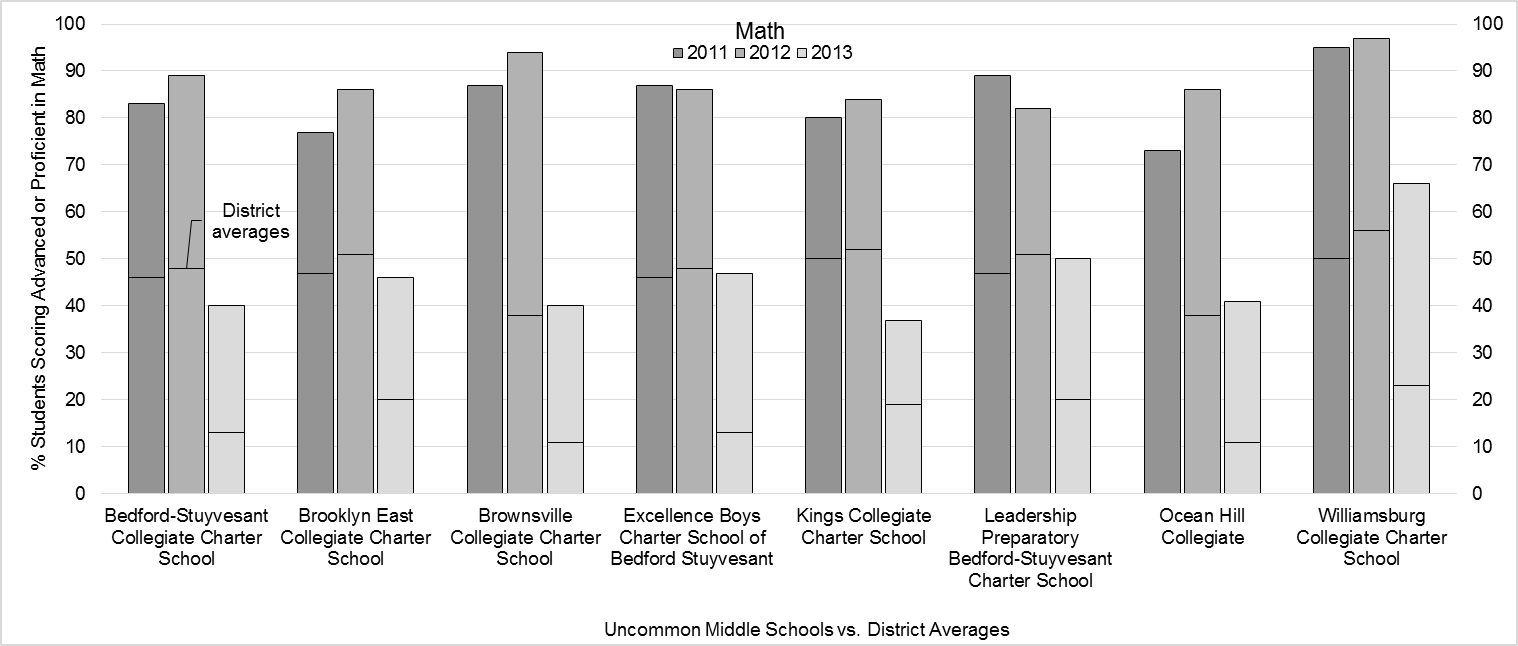 Math
2011 2012 2013
% Students Scoring Advanced or Proficient in Math
100
90
80
70
60
50
40
30
20
10
0
District
averages
100
90
80
70
60
50
40
30
20
10
0
Bedford-Stuyvesant
Collegiate Charter
School
Brooklyn East
Collegiate Charter
School
Brownsville
Collegiate Charter
School
Excellence Boys
Charter School of
Bedford Stuyvesant
Kings Collegiate
Charter School
Leadership
Preparatory
Bedford-Stuyvesant
Charter School
Ocean Hill
Collegiate
Williamsburg
Collegiate Charter
School
Uncommon Middle Schools vs. District Averages